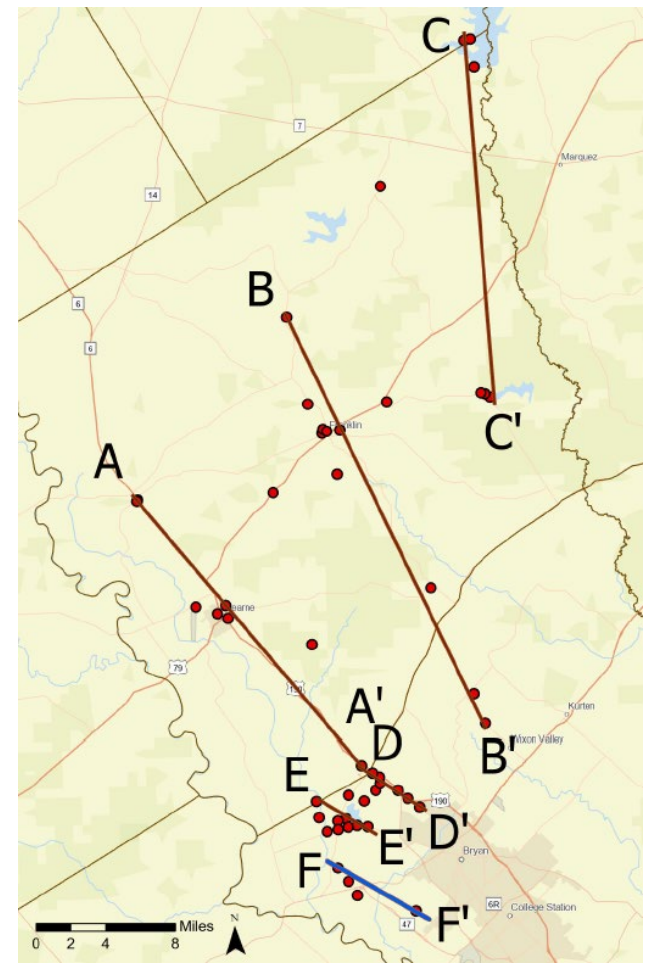 C
7
Marquez
14
B
6
6
Franklin
C'
A
79
A'
Kurten
D
B'
Wixon Valley
E
190
D'
E'
Bryan
F
6R
F'
College Station
47
N
Miles
0 2 4 8